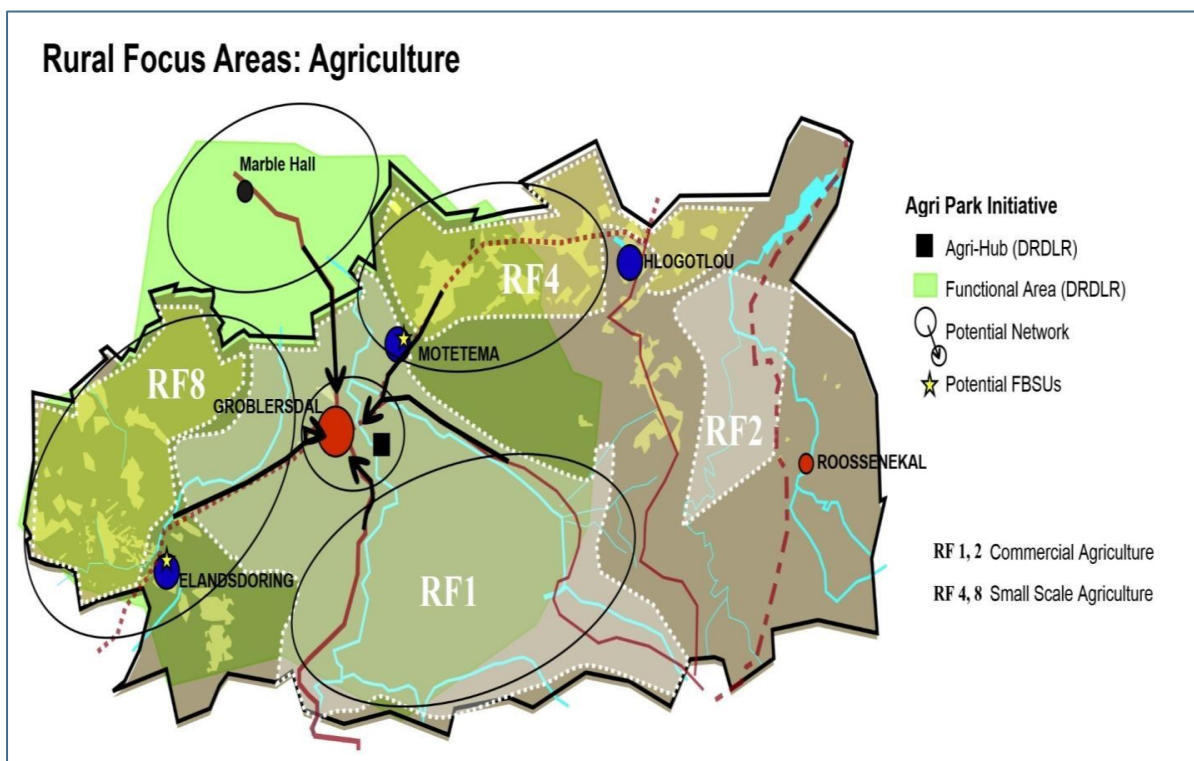 Rural Focus Areas: Agriculture
Marble Hall
Agri Park Initiative
Agri-Hub (DRDLR)
Functional Area (DRDLR)
Potential Network
Potential FBSUs
HLOGOTLOU
RF4
MOTETEMA
RF8
GROBLERSDAL
RF2
ROOSSENEKAL
ELANDSDORING
RF1
RF 1, 2 Commercial Agriculture
RF 4, 8 Small Scale Agriculture